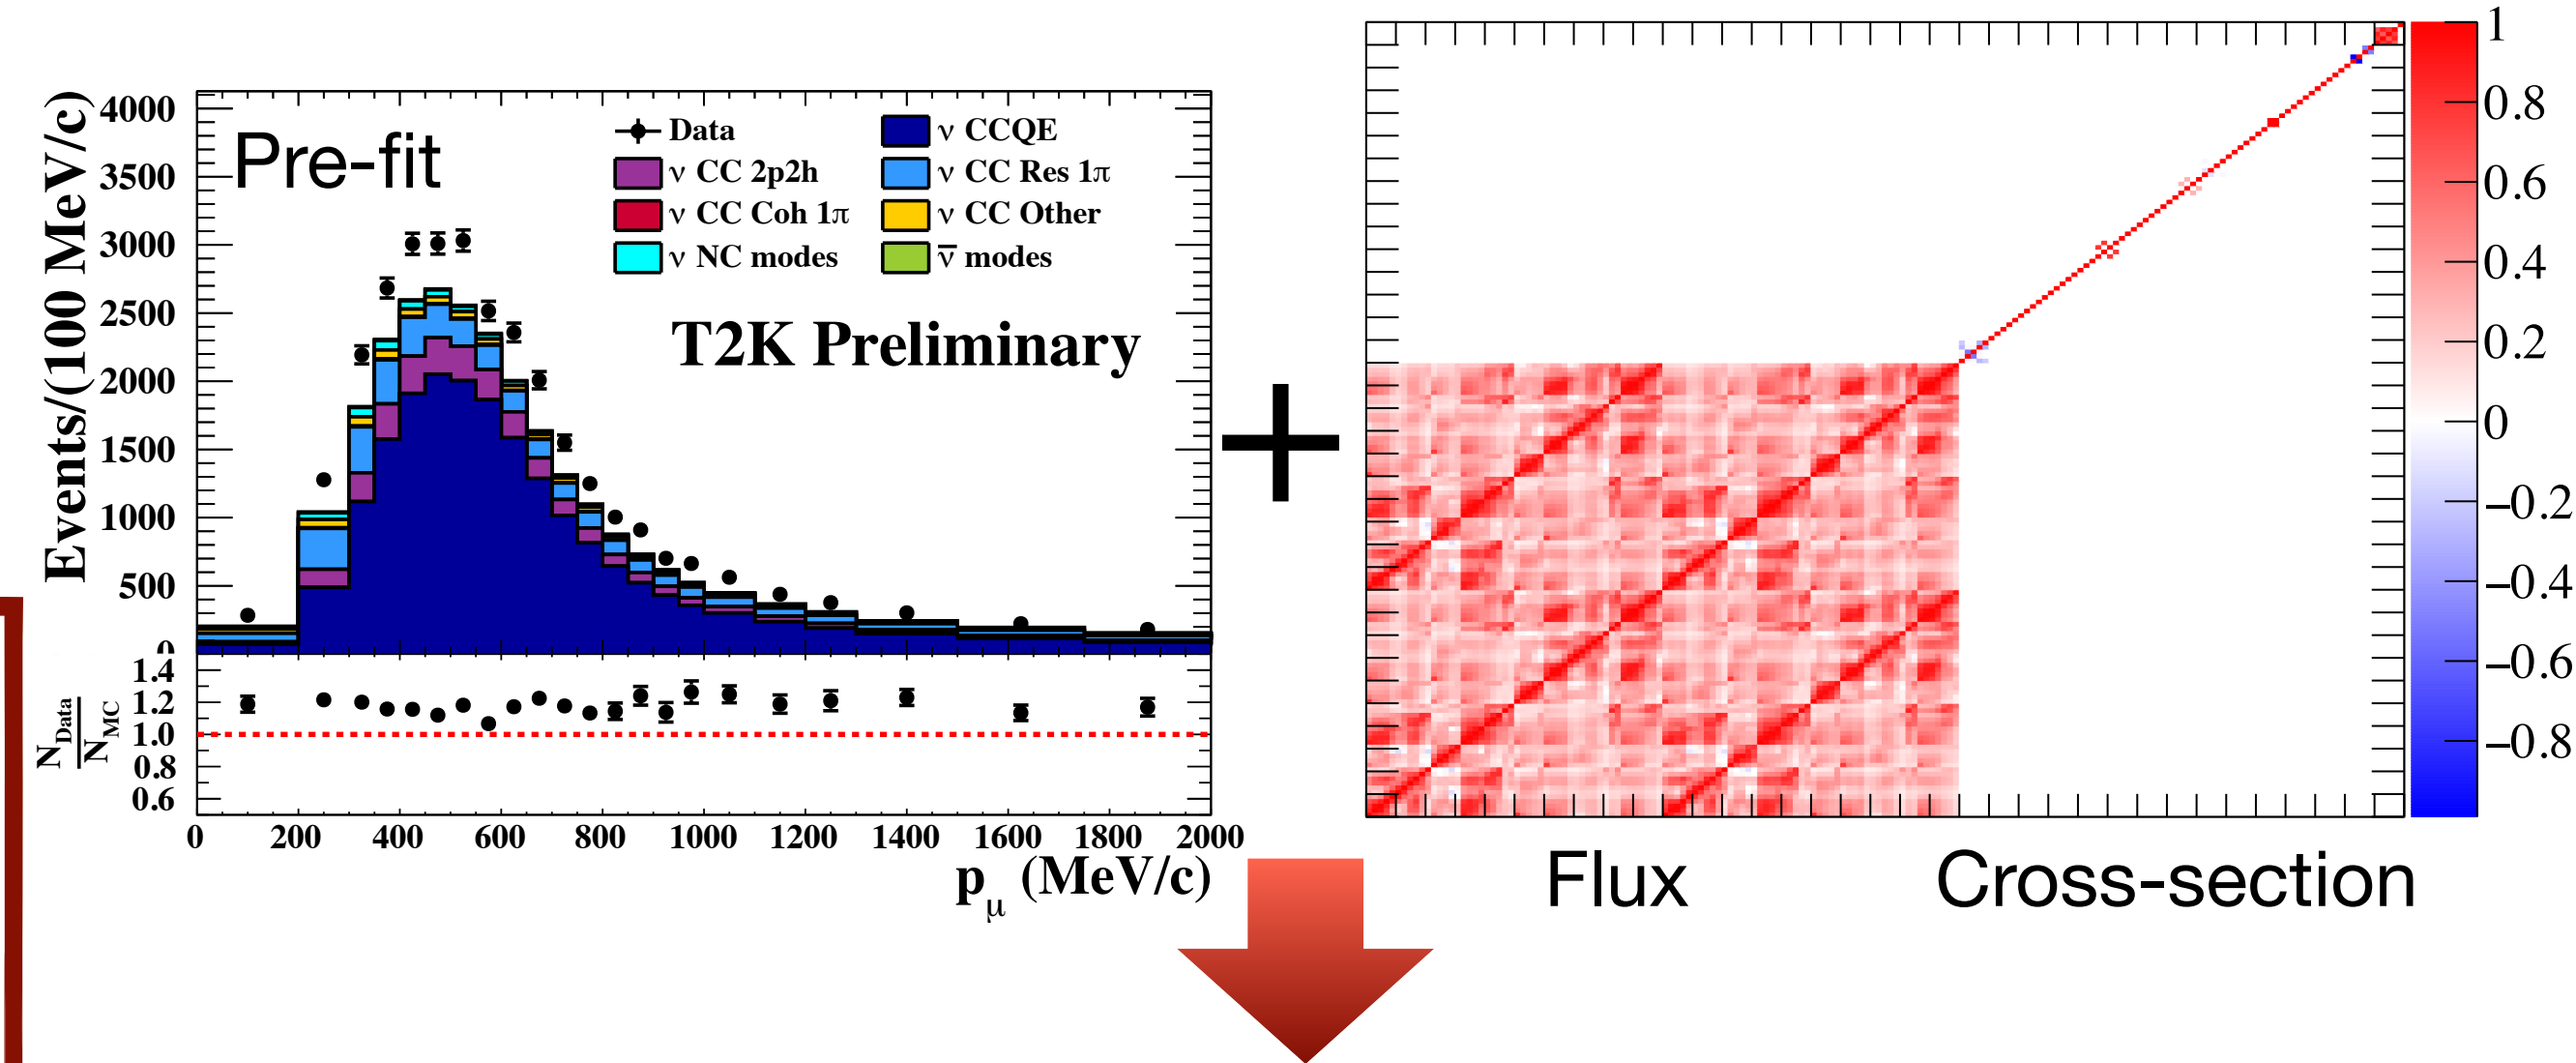 Pre-fit
Data
ν CCQE
ν CC 2p2h
ν CC Res 1π
ν CC Coh 1π
ν CC Other
ν NC modes
ν̅ modes
T2K Preliminary
Events/(100 MeV/c)
4000
3500
3000
2500
2000
1500
1000
500
0
N_Data
N_MC
1.4
1.2
1.0
0.8
0.6
0 200 400 600 800 1000 1200 1400 1600 1800 2000
p_μ (MeV/c)
+
1
0.8
0.6
0.4
0.2
0
−0.2
−0.4
−0.6
−0.8
Flux
Cross-section